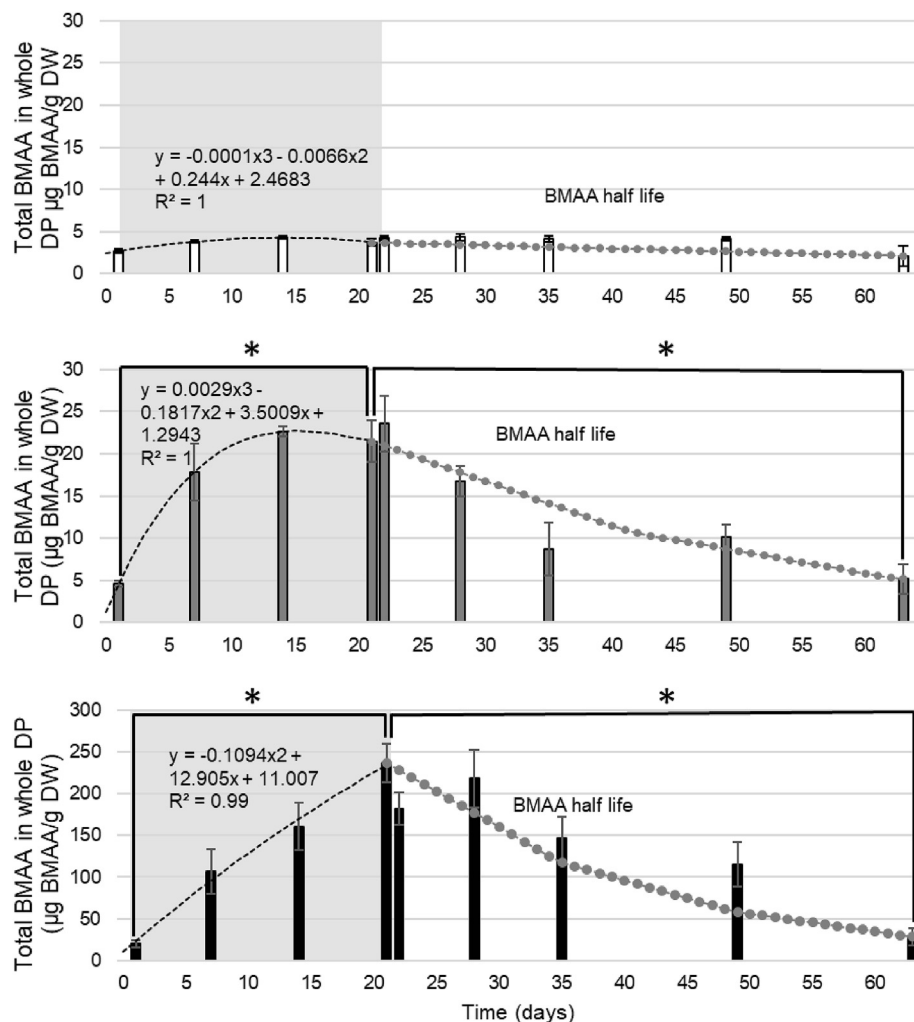 Total BMAA in whole
DP µg BMAA/g DW
30
25
20
15
10
5
0
y = -0.0001x3 - 0.0066x2
+ 0.244x + 2.4683
R² = 1
BMAA half life
0 5 10 15 20 25 30 35 40 45 50 55 60
Total BMAA in whole
DP (µg BMAA/g DW)
30
25
20
15
10
5
0
*
*
y = 0.0029x3 -
0.1817x2 + 3.5009x +
1.2943
R² = 1
BMAA half life
0 5 10 15 20 25 30 35 40 45 50 55 60
Total BMAA in whole DP
(µg BMAA/g DW)
300
250
200
150
100
50
0
*
*
y = -0.1094x2 +
12.905x + 11.007
R² = 0.99
BMAA half life
0 5 10 15 20 25 30 35 40 45 50 55 60
Time (days)